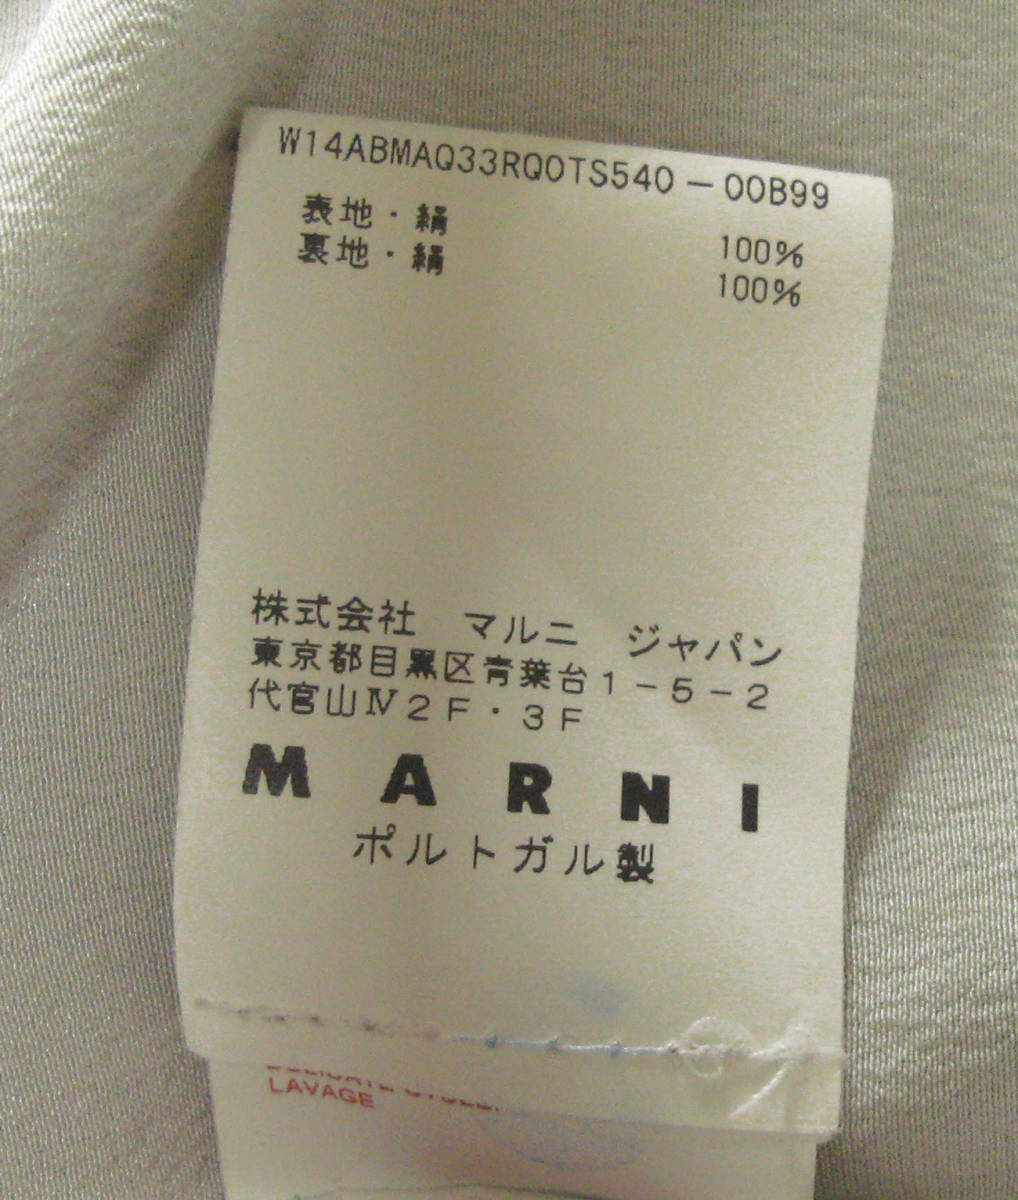 W14ABMAQ33RQOTS540-00B99
表地・絹 100%
裏地・絹 100%
株式会社 マルニ ジャパン
東京都目黒区青葉台1-5-2
代官山Ⅳ2F・3F
MARNI
ポルトガル製
LAVAGE